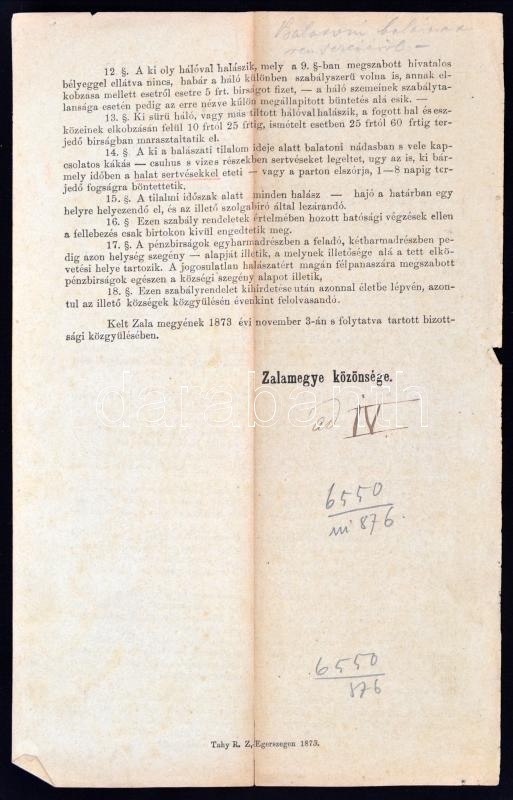 Balatoni halászat
rendezéséről. –
12 §. A ki oly hálóval halászik, mely a 9. §-ban megszabott hivatalos
bélyeggel ellátva nincs, habár a háló különben szabályszerű volna is, annak el-
kobzása mellett esetről esetre 5 frt. birságot fizet, — a háló szemeinek szabályta-
lansága esetén pedig az erre nézve külön megállapitott büntetés alá esik. —
13. §. Ki sürü háló, vagy más tiltott hálóval halászik, a fogott hal és esz-
közeinek elkobzásán felül 10 frtól 25 frtig, ismételt esetben 25 frtól 60 frtig ter-
jedő birságban marasztaltatik el.
14. §. A ki a halászati tilalom ideje alatt balatoni nádasban s vele kap-
csolatos kákás — csuhus s vizes részekben sertvéseket legeltet, ugy az is, ki bár-
mely időben a halat sertvésekkel eteti — vagy a parton elszórja, 1—8 napig ter-
jedő fogságra böntettetik.
15. §. A tilalmi időszak alatt minden halász — hajó a határban egy
helyre helyezendő el, és az illető szolgabiró által lezárandó.
16. § Ezen szabály rendeletek értelmében hozott hatósági végzések ellen
a fellebezés csak birtokon kivül engedtetik meg.
17. §. A pénzbirságok egyharmadrészben a feladó, kétharmadrészben pe-
dig azon helység szegény — alapját illetik, a melynek illetősége alá a tett elkö-
vetési helye tartozik. A jogosulatlan halászatért magán félpanaszára megszabott
pénzbirságok egészen a községi szegény alapot illetik,
18. §. Ezen szabályrendelet kihirdetése után azonnal életbe lépvén, azon-
tul az illető községek közgyülésén évenkint felolvasandó.
Kelt Zala megyének 1873 évi november 3-án s folytatva tartott bizott-
sági közgyülésében.
Zalamegye közönsége.
darabanth
ad IV.
6550
876.
6550
876
Tahy R. Z. Egerszegen 1875.